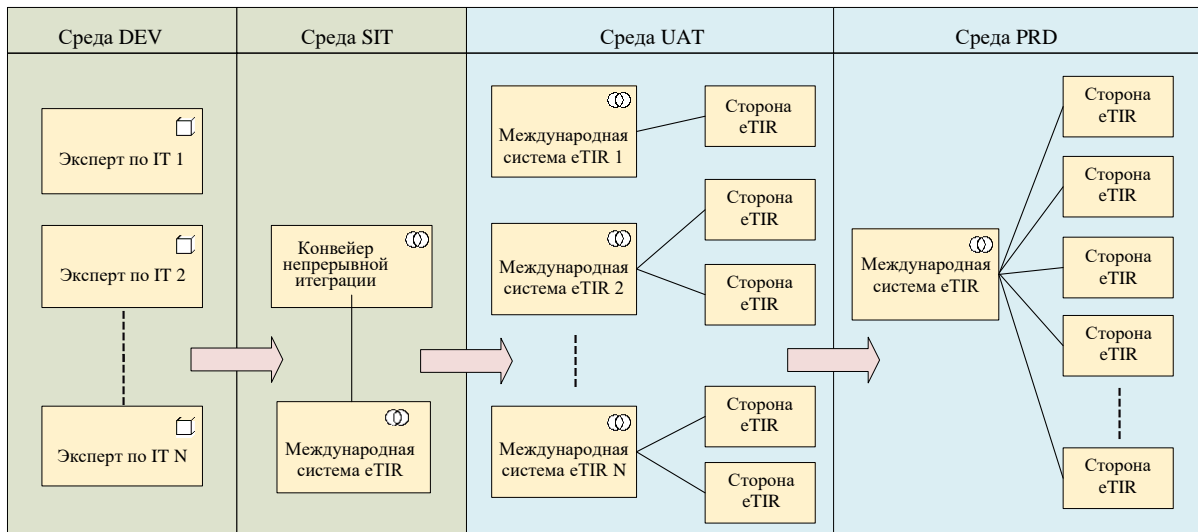 Среда DEV
Среда SIT
Среда UAT
Среда PRD
Эксперт по IT 1
Эксперт по IT 2
Эксперт по IT N
Конвейер
непрерывной
итеграции
Международная
система eTIR
Международная
система eTIR 1
Сторона
eTIR
Международная
система eTIR 2
Сторона
eTIR
Сторона
eTIR
Международная
система eTIR N
Сторона
eTIR
Сторона
eTIR
Международная
система eTIR
Сторона
eTIR
Сторона
eTIR
Сторона
eTIR
Сторона
eTIR
Сторона
eTIR